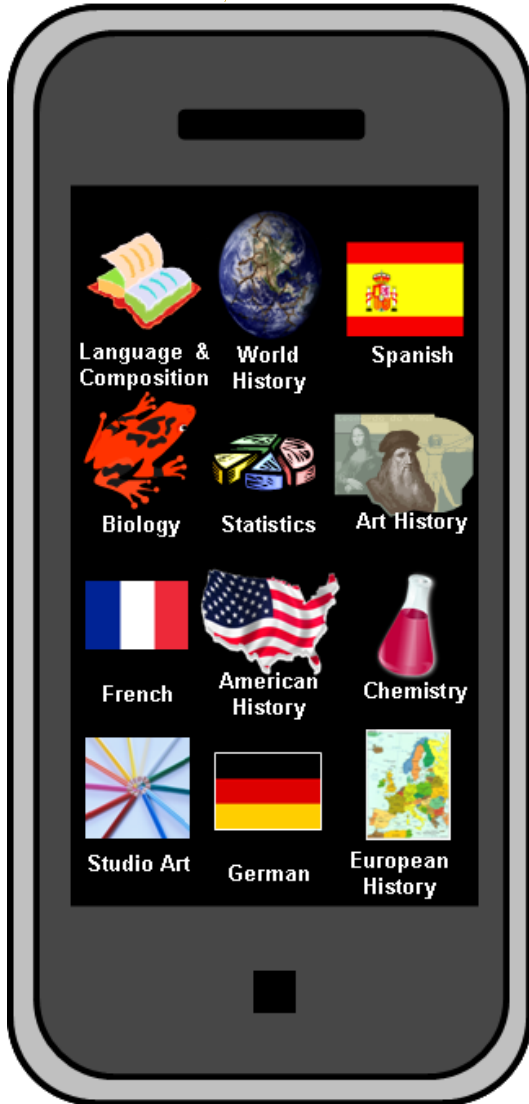 Language &
Composition
World
History
Spanish
Biology
Statistics
Art History
French
American
History
Chemistry
Studio Art
German
European
History